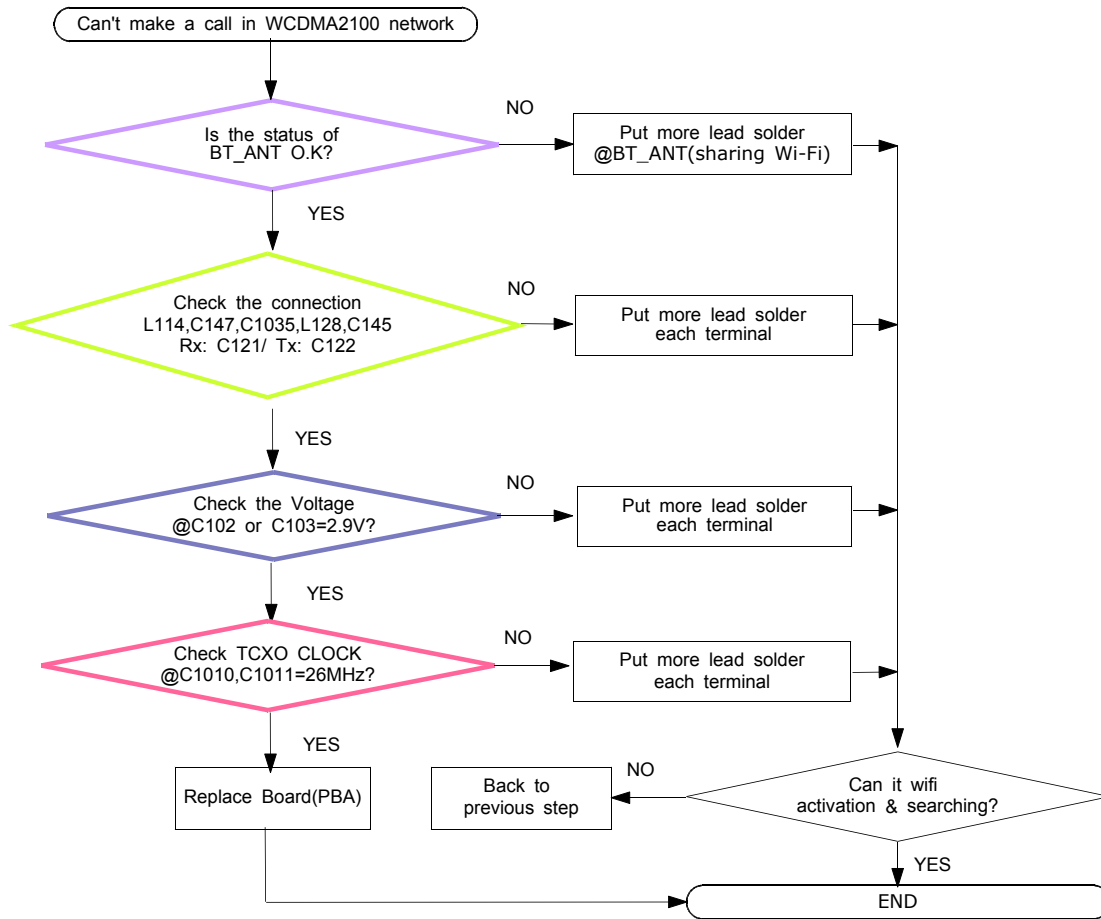 Can't make a call in WCDMA2100 network
NO
Is the status of
BT_ANT O.K?
Put more lead solder
@BT_ANT(sharing Wi-Fi)
YES
NO
Check the connection
L114,C147,C1035,L128,C145
Rx: C121/ Tx: C122
Put more lead solder
each terminal
YES
NO
Check the Voltage
@C102 or C103=2.9V?
Put more lead solder
each terminal
YES
NO
Check TCXO CLOCK
@C1010,C1011=26MHz?
Put more lead solder
each terminal
YES
Replace Board(PBA)
NO
Back to
previous step
Can it wifi
activation & searching?
YES
END